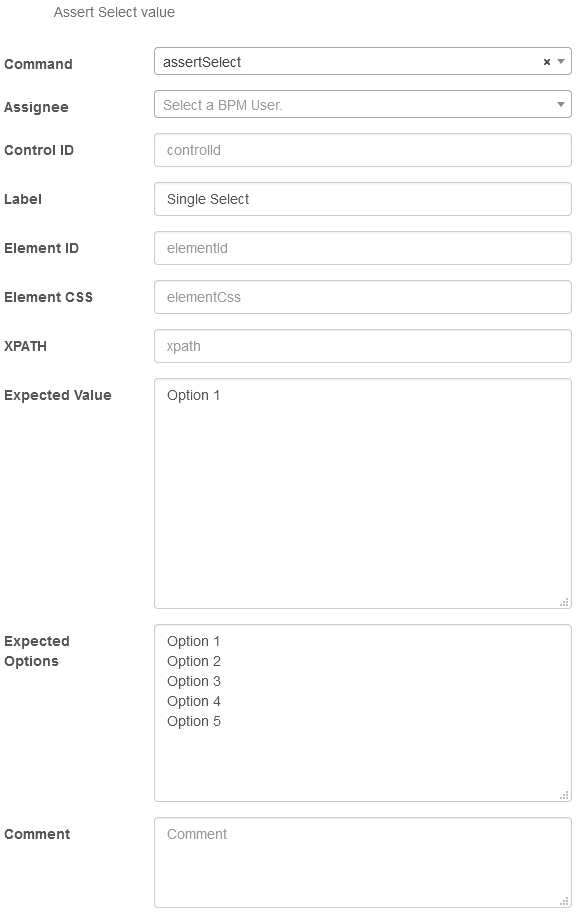 Assert Select value
Command
assertSelect
Assignee
Select a BPM User.
Control ID
controlId
Label
Single Select
Element ID
elementId
Element CSS
elementCss
XPATH
xpath
Expected Value
Option 1
Expected
Options
Option 1
Option 2
Option 3
Option 4
Option 5
Comment
Comment